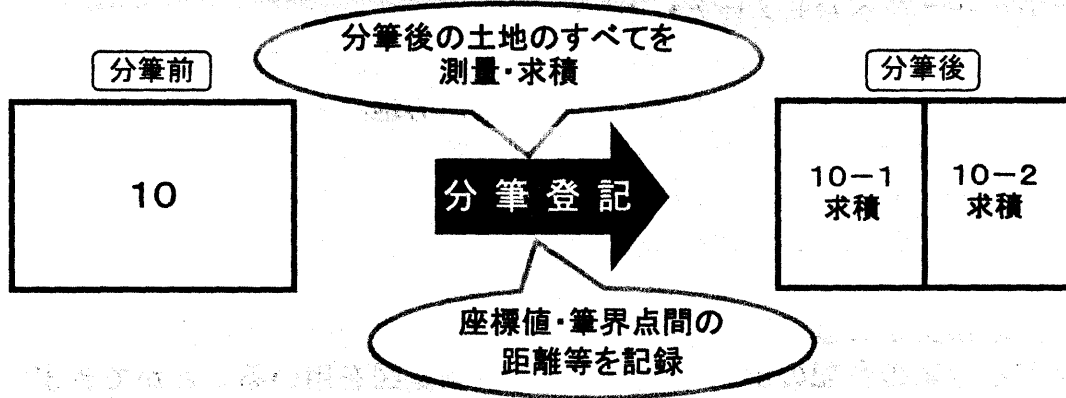 分筆後の土地のすべてを
測量・求積
分筆前
分筆後
10
分筆登記
10-1
求積
10-2
求積
座標値・筆界点間の
距離等を記録